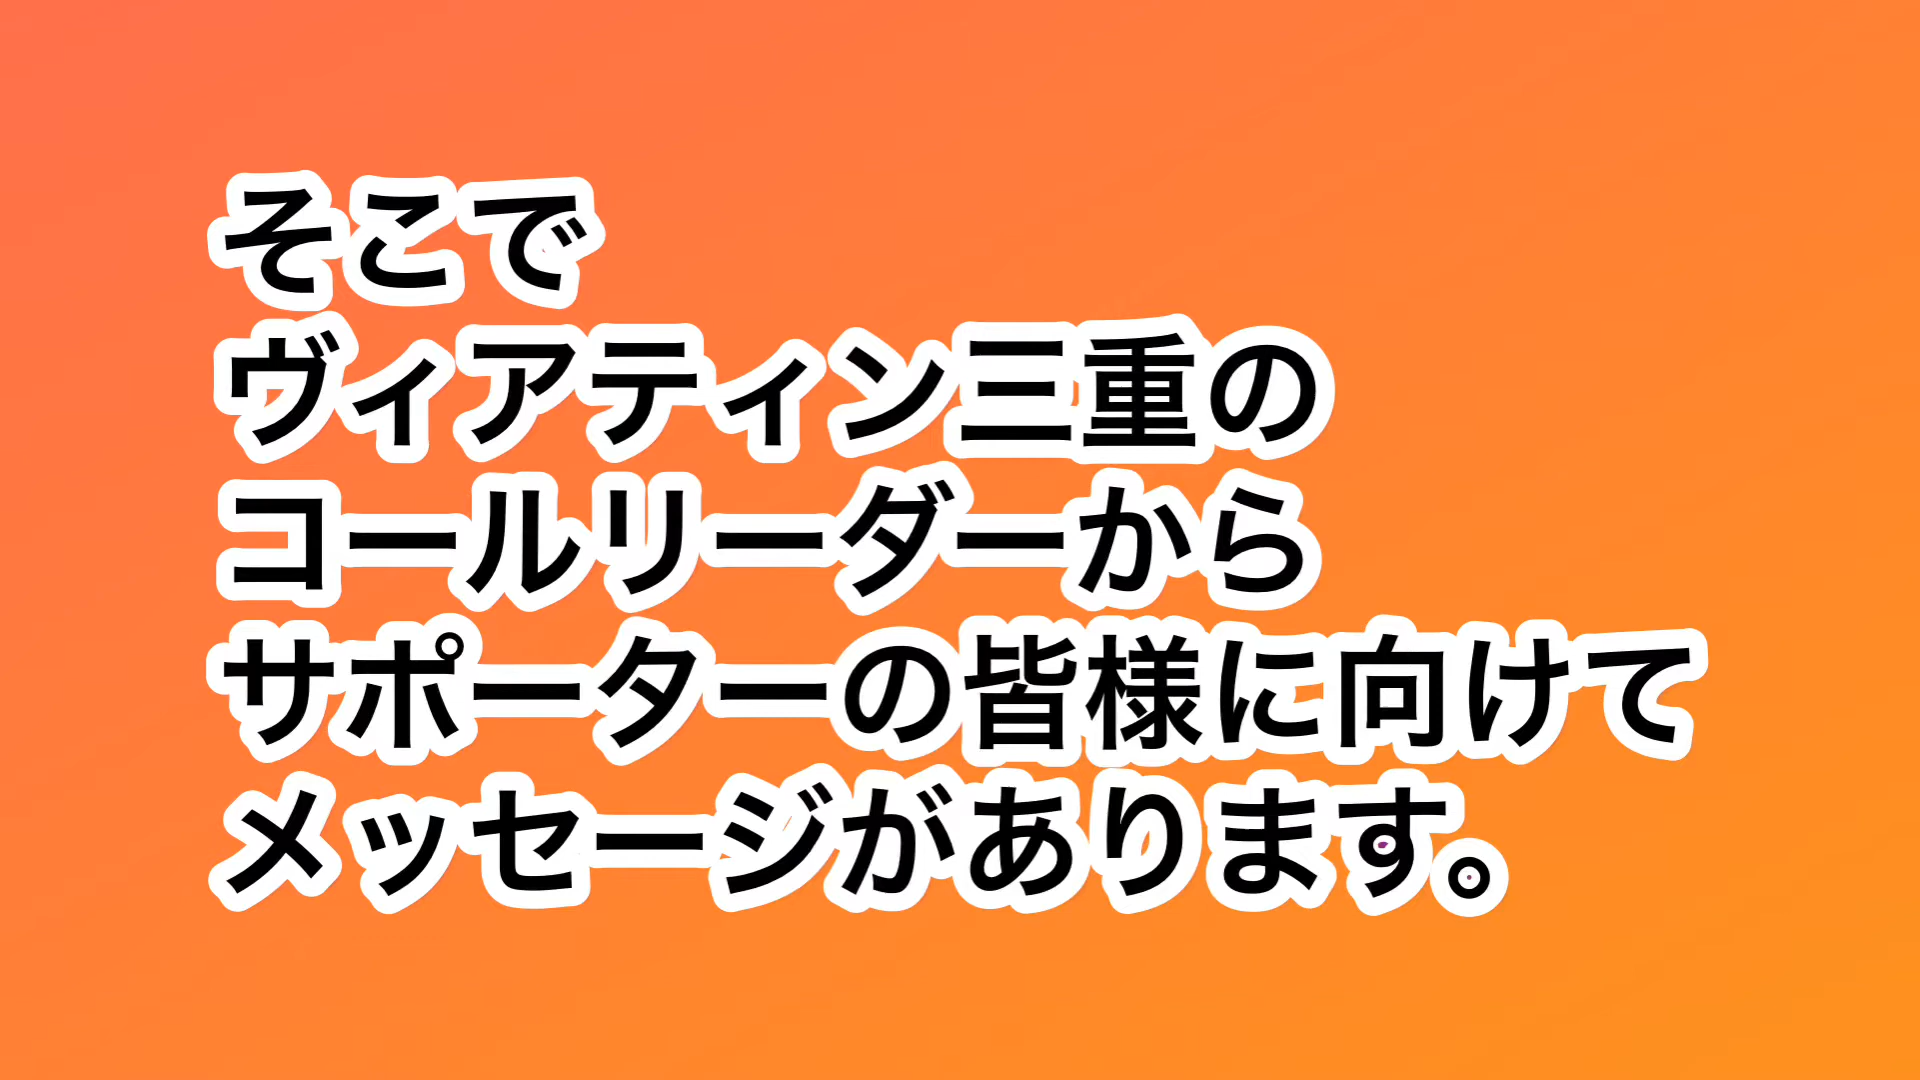 そこで
ヴィアティン三重の
コールリーダーから
サポーターの皆様に向けて
メッセージがあります。